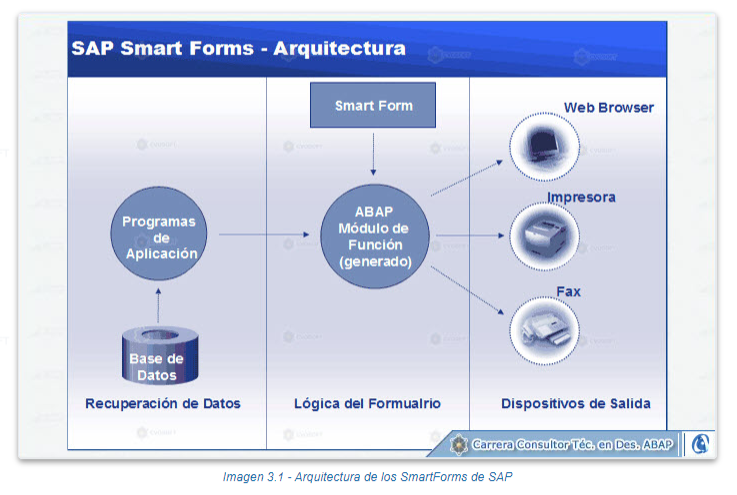 SAP Smart Forms - Arquitectura
Smart Form
Web Browser
Programas
de
Aplicación
ABAP
Módulo de
Función
(generado)
Impresora
Fax
Base de
Datos
Recuperación de Datos
Lógica del Formualrio
Dispositivos de Salida
Carrera Consultor Téc. en Des. ABAP
Imagen 3.1 - Arquitectura de los SmartForms de SAP